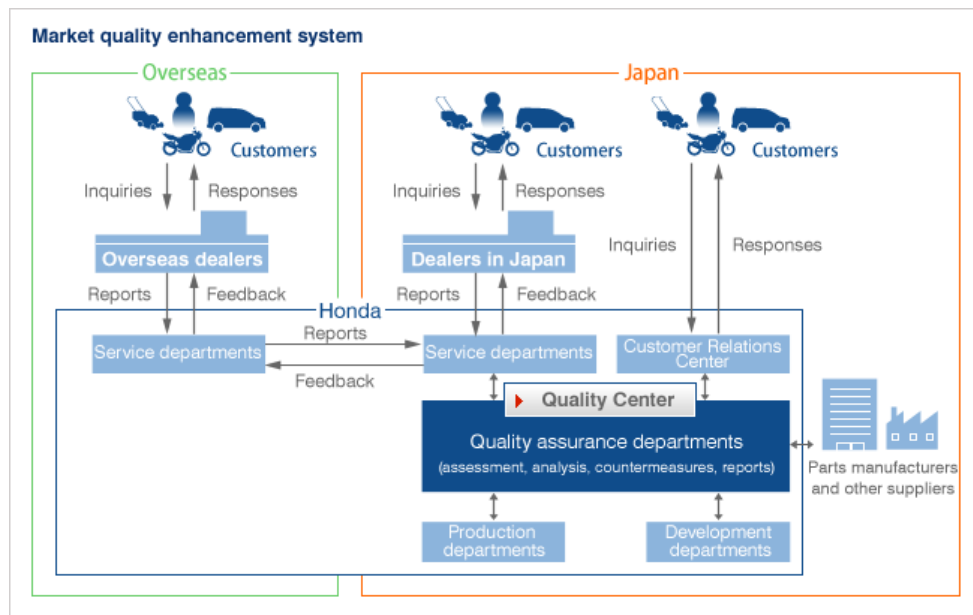 Market quality enhancement system
Overseas
Japan
Customers
Customers
Customers
Inquiries
Responses
Inquiries
Responses
Inquiries
Responses
Overseas dealers
Dealers in Japan
Reports
Feedback
Reports
Feedback
Honda
Service departments
Reports
Feedback
Service departments
Customer Relations
Center
Quality Center
Quality assurance departments
(assessment, analysis, countermeasures, reports)
Parts manufacturers
and other suppliers
Production
departments
Development
departments